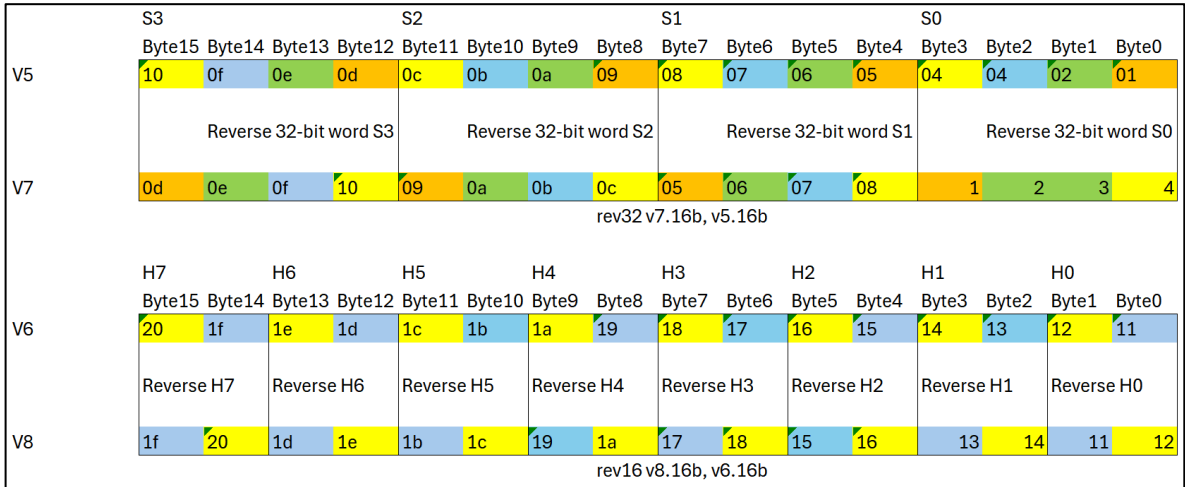 S3 S2 S1 S0
Byte15 Byte14 Byte13 Byte12 Byte11 Byte10 Byte9 Byte8 Byte7 Byte6 Byte5 Byte4 Byte3 Byte2 Byte1 Byte0
V5 10 0f 0e 0d 0c 0b 0a 09 08 07 06 05 04 04 02 01
Reverse 32-bit word S3 Reverse 32-bit word S2 Reverse 32-bit word S1 Reverse 32-bit word S0
V7 0d 0e 0f 10 09 0a 0b 0c 05 06 07 08 1 2 3 4
rev32 v7.16b, v5.16b
H7 H6 H5 H4 H3 H2 H1 H0
Byte15 Byte14 Byte13 Byte12 Byte11 Byte10 Byte9 Byte8 Byte7 Byte6 Byte5 Byte4 Byte3 Byte2 Byte1 Byte0
V6 20 1f 1e 1d 1c 1b 1a 19 18 17 16 15 14 13 12 11
Reverse H7 Reverse H6 Reverse H5 Reverse H4 Reverse H3 Reverse H2 Reverse H1 Reverse H0
V8 1f 20 1d 1e 1b 1c 19 1a 17 18 15 16 13 14 11 12
rev16 v8.16b, v6.16b